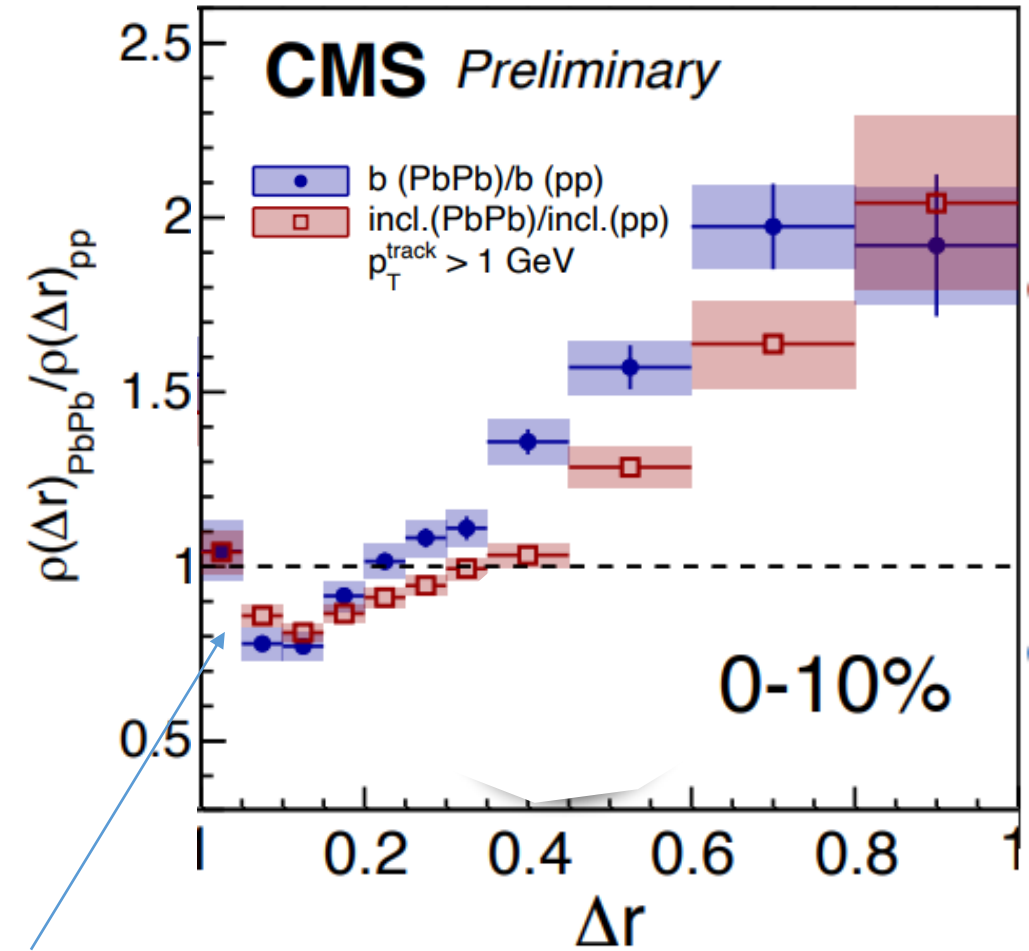 CMS Preliminary
b (PbPb)/b (pp)
incl.(PbPb)/incl.(pp)
p_T^track > 1 GeV
ρ(Δr)_PbPb/ρ(Δr)_pp
2.5
2
1.5
1
0.5
0-10%
0.2 0.4 0.6 0.8 1
Δr